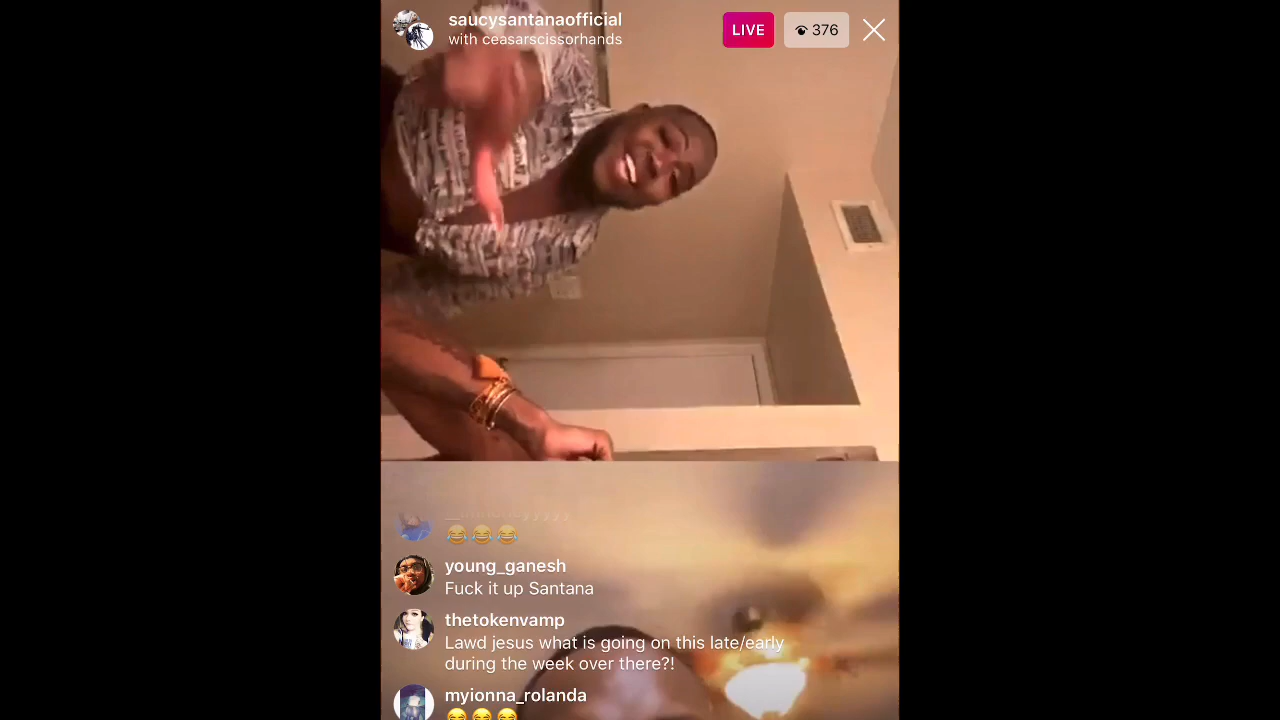 saucysantanaofficial
with ceasarscissorhands
LIVE
376
😂😂😂
young_ganesh
Fuck it up Santana
thetokenvamp
Lawd jesus what is going on this late/early
during the week over there?!
myionna_rolanda
😂😂😂